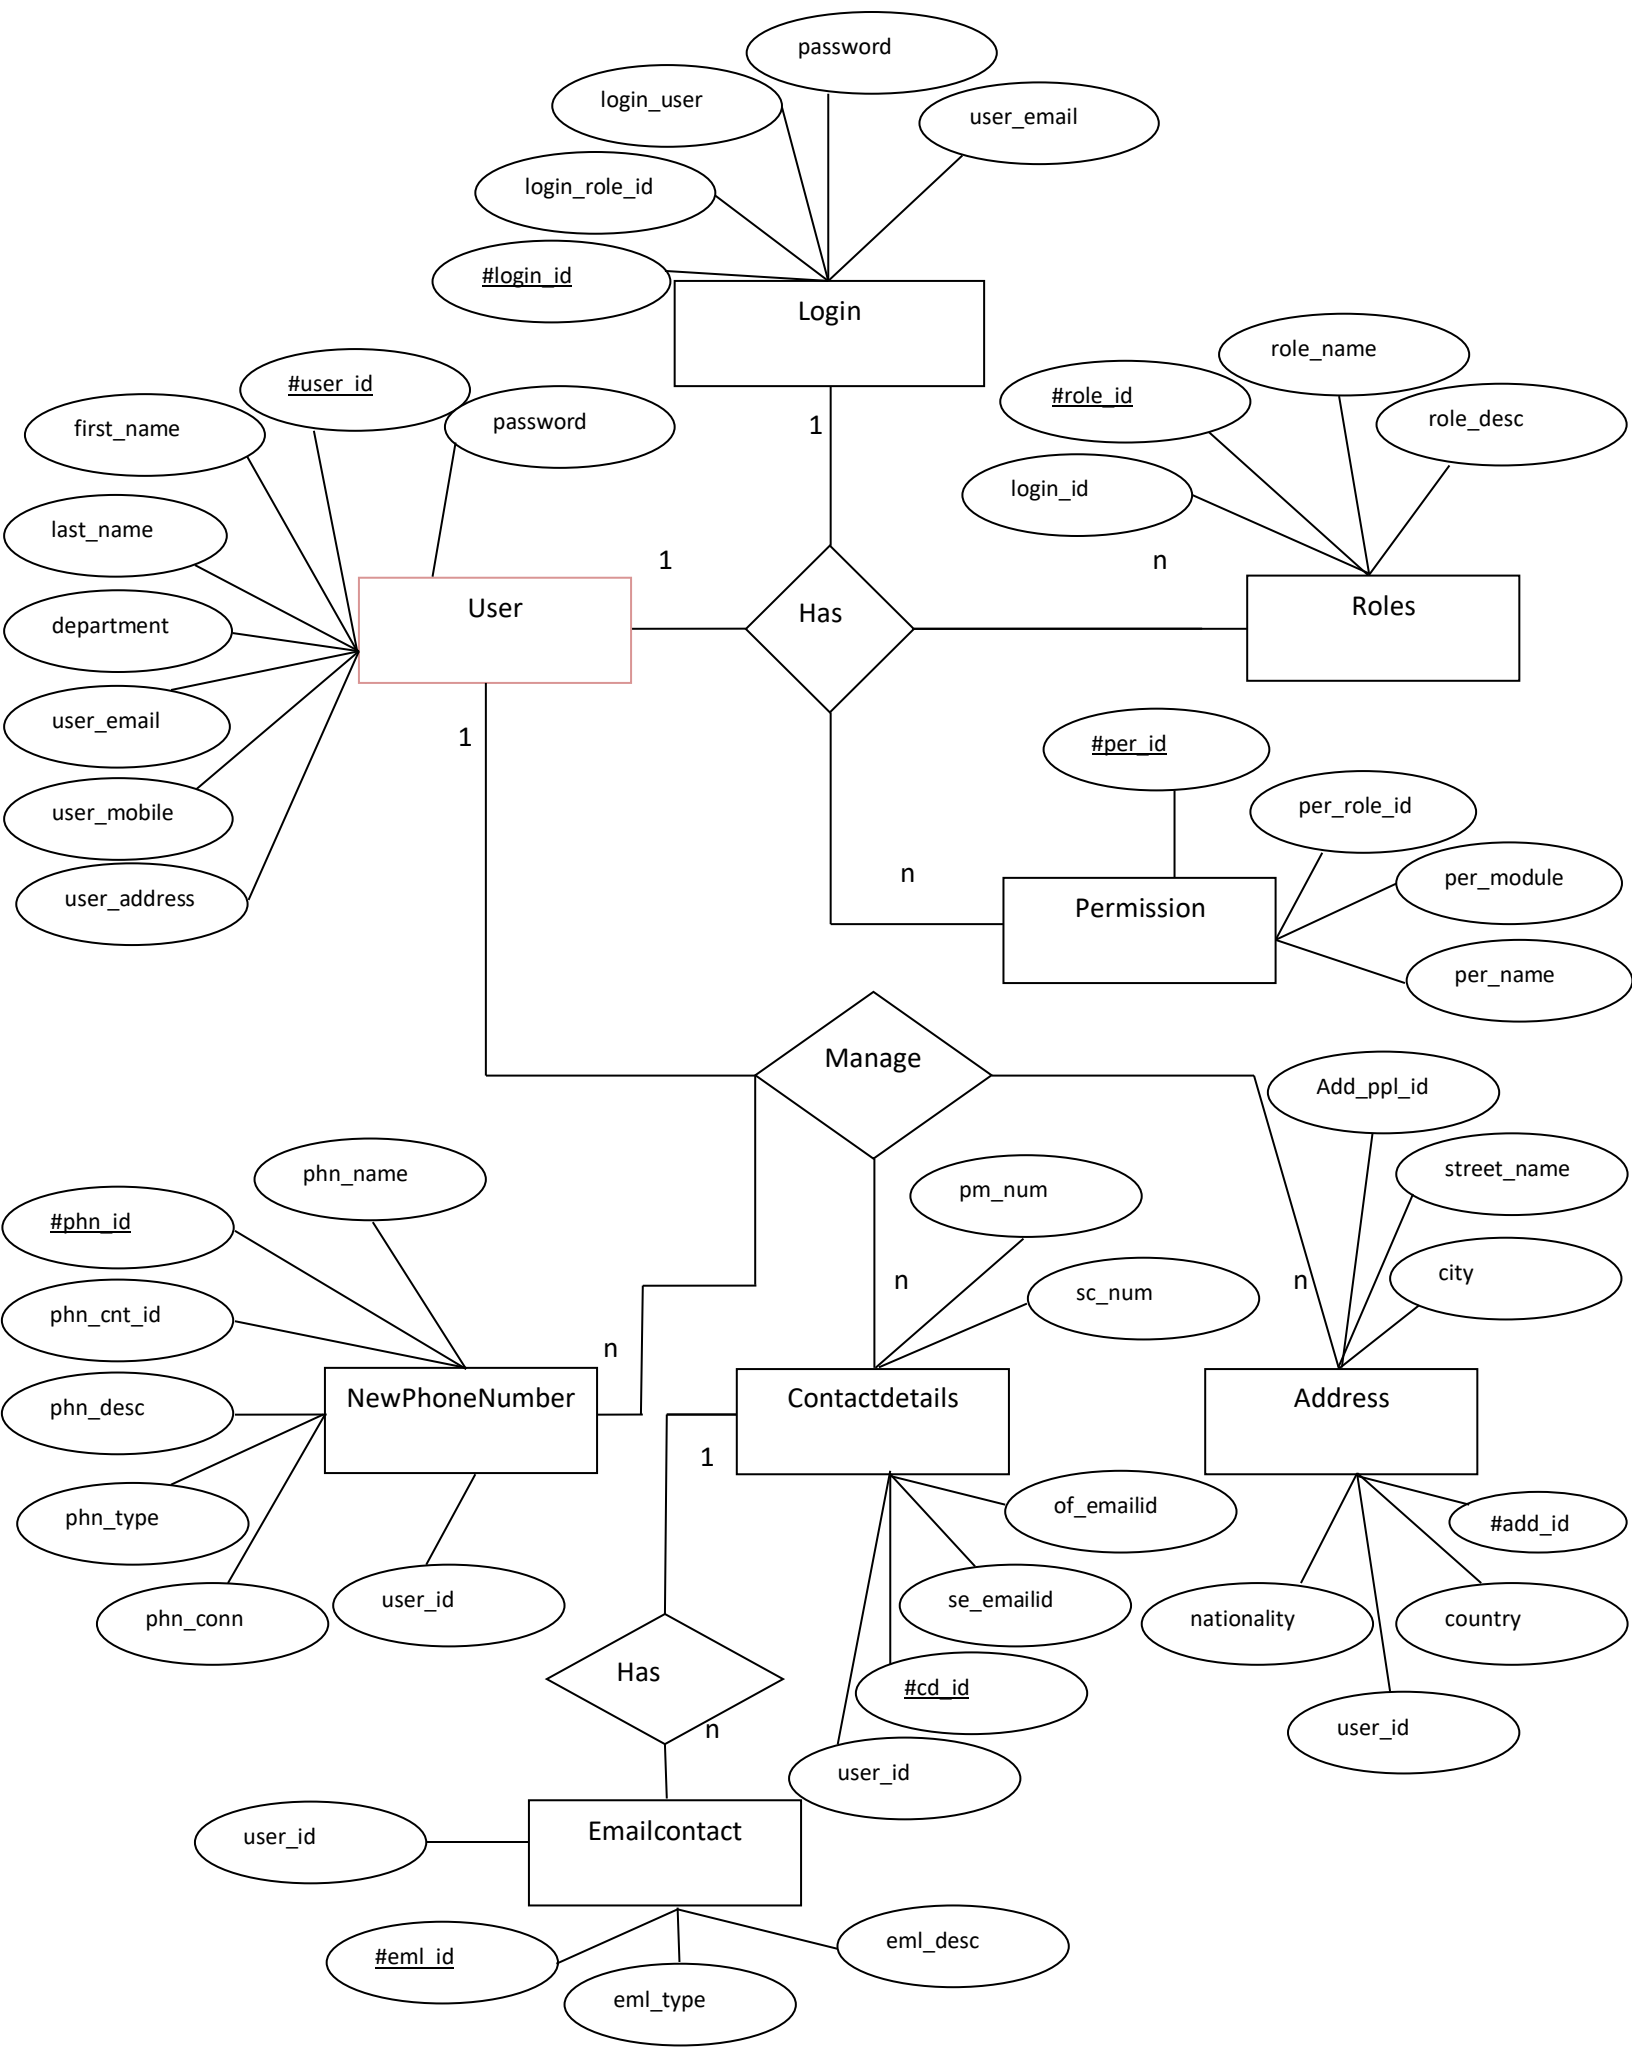 password
login_user
user_email
login_role_id
#login_id
Login
role_name
#user_id
#role_id
role_desc
first_name
password
1
login_id
last_name
1
n
User
Has
Roles
department
user_email
1
#per_id
user_mobile
per_role_id
n
per_module
user_address
Permission
per_name
Manage
Add_ppl_id
phn_name
street_name
pm_num
#phn_id
n
n
city
sc_num
phn_cnt_id
n
NewPhoneNumber
Contactdetails
Address
phn_desc
1
of_emailid
phn_type
#add_id
user_id
se_emailid
phn_conn
nationality
country
Has
#cd_id
n
user_id
user_id
Emailcontact
user_id
eml_desc
#eml_id
eml_type